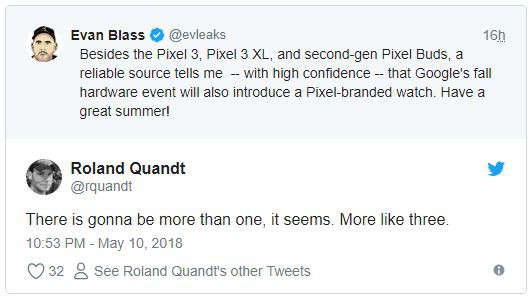 Evan Blass @evleaks 16h
Besides the Pixel 3, Pixel 3 XL, and second-gen Pixel Buds, a
reliable source tells me -- with high confidence -- that Google's fall
hardware event will also introduce a Pixel-branded watch. Have a
great summer!
Roland Quandt
@rquandt
There is gonna be more than one, it seems. More like three.
10:53 PM - May 10, 2018
32 See Roland Quandt's other Tweets